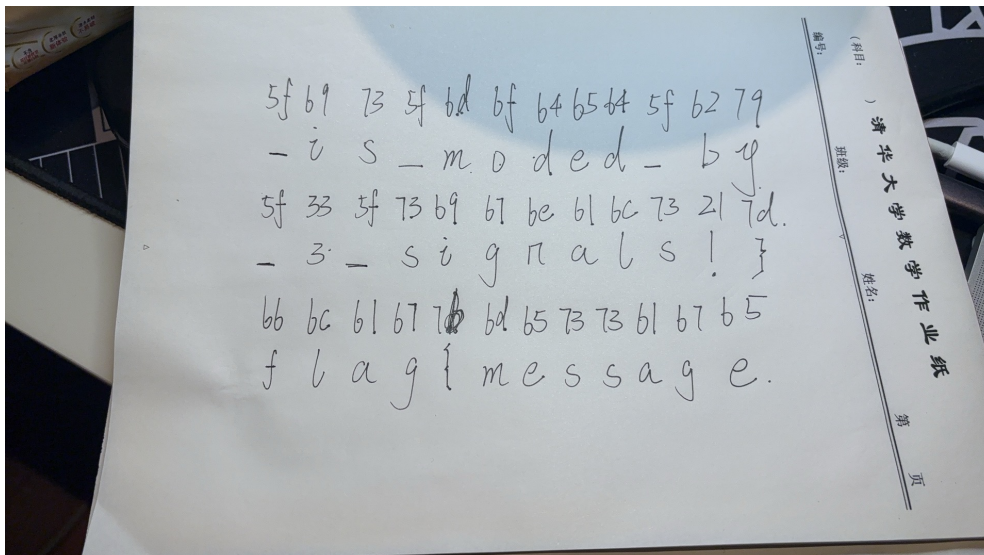 5f 69 73 5f 6d 6f 64 65 64 5f 62 79
_ i s _ m o d e d _ b y
5f 33 5f 73 69 67 6e 61 6c 73 21 7d.
_ 3 _ s i g n a l s ! }
66 6c 61 67 7b 6d 65 73 73 61 67 65
f l a g { m e s s a g e.
(科目: ) 清华大学数学作业纸
编号: 班级: 姓名: 第 页